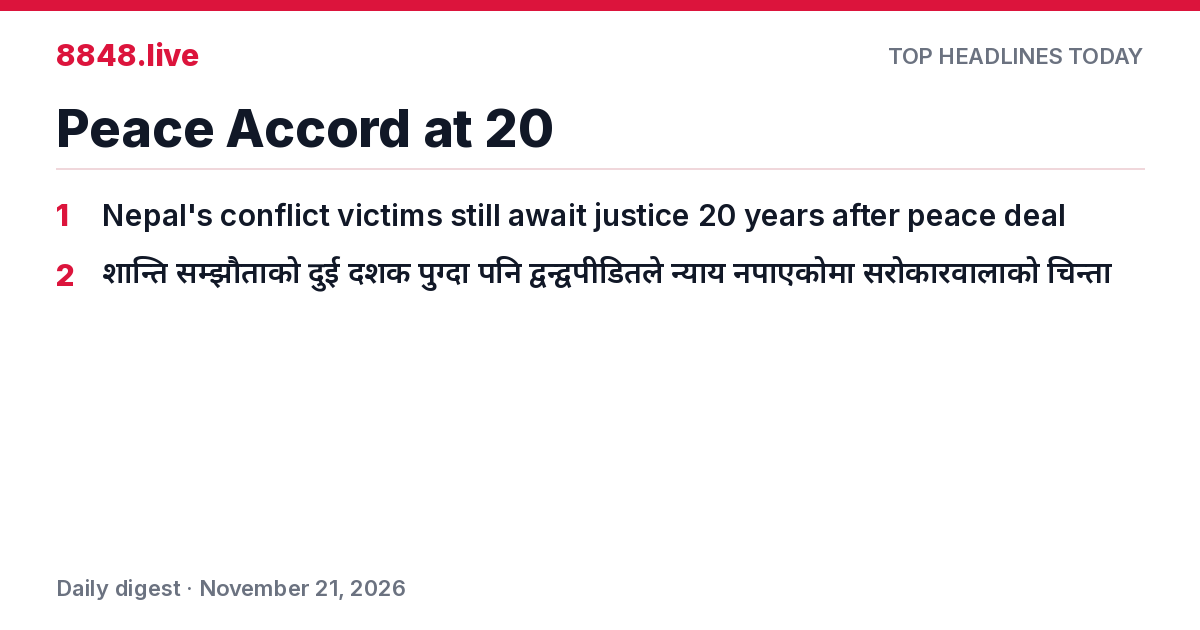 8848.live
TOP HEADLINES TODAY
Peace Accord at 20
1 Nepal's conflict victims still await justice 20 years after peace deal
2 शान्ति सम्झौताको दुई दशक पुग्दा पनि द्वन्द्वपीडितले न्याय नपाएकोमा सरोकारवालाको चिन्ता
Daily digest · November 21, 2026